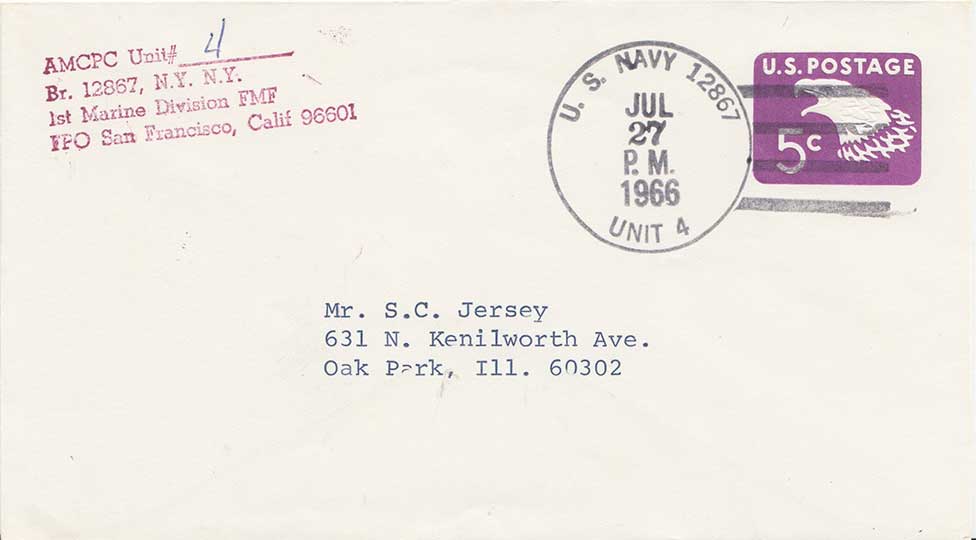 AMCPC Unit# 4
Br. 12867, N.Y. N.Y.
1st Marine Division FMF
FPO San Francisco, Calif 96601
U. S. NAVY 12867
JUL
27
P.M.
1966
UNIT 4
U.S. POSTAGE
5c
Mr. S.C. Jersey
631 N. Kenilworth Ave.
Oak Park, Ill. 60302